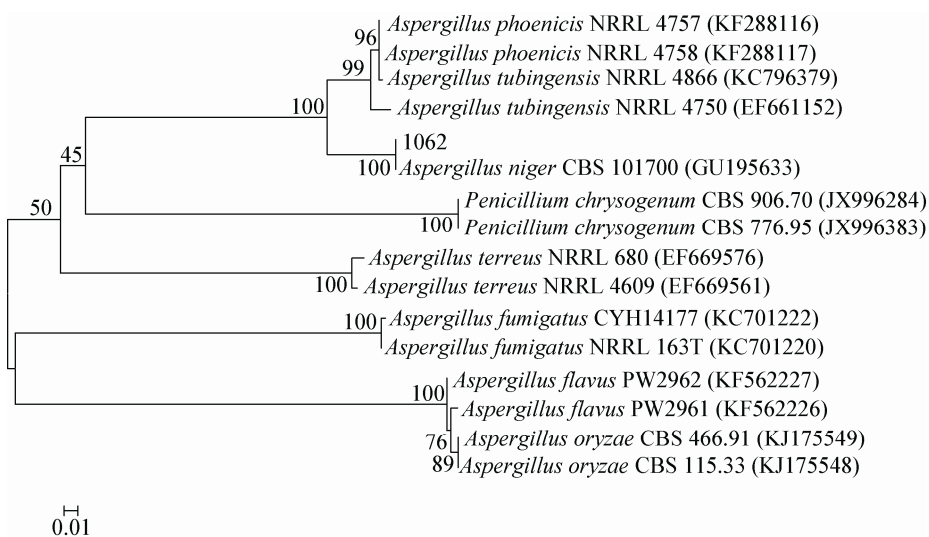 Aspergillus phoenicis NRRL 4757 (KF288116)
96
Aspergillus phoenicis NRRL 4758 (KF288117)
99
Aspergillus tubingensis NRRL 4866 (KC796379)
100
Aspergillus tubingensis NRRL 4750 (EF661152)
1062
45
100
Aspergillus niger CBS 101700 (GU195633)
50
Penicillium chrysogenum CBS 906.70 (JX996284)
100
Penicillium chrysogenum CBS 776.95 (JX996383)
Aspergillus terreus NRRL 680 (EF669576)
100
Aspergillus terreus NRRL 4609 (EF669561)
100
Aspergillus fumigatus CYH14177 (KC701222)
Aspergillus fumigatus NRRL 163T (KC701220)
Aspergillus flavus PW2962 (KF562227)
100
Aspergillus flavus PW2961 (KF562226)
76
Aspergillus oryzae CBS 466.91 (KJ175549)
89
Aspergillus oryzae CBS 115.33 (KJ175548)
0.01